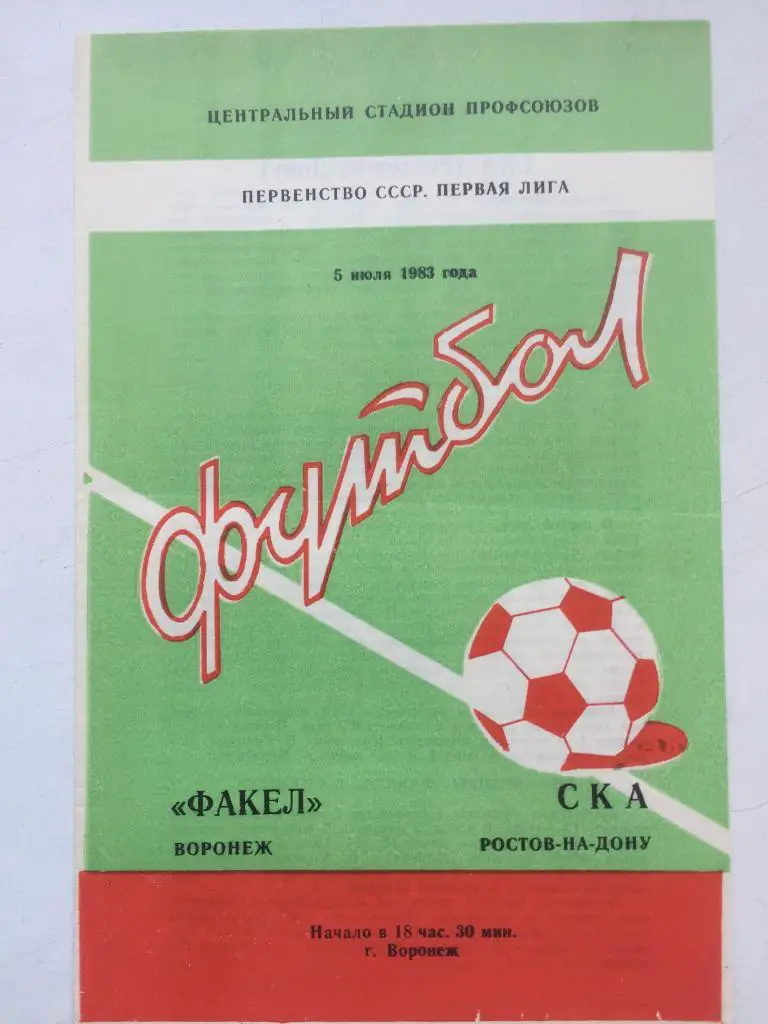 ЦЕНТРАЛЬНЫЙ СТАДИОН ПРОФСОЮЗОВ
ПЕРВЕНСТВО СССР. ПЕРВАЯ ЛИГА
5 июля 1983 года
футбол
«ФАКЕЛ»
ВОРОНЕЖ
СКА
РОСТОВ-НА-ДОНУ
Начало в 18 час. 30 мин.
г. Воронеж